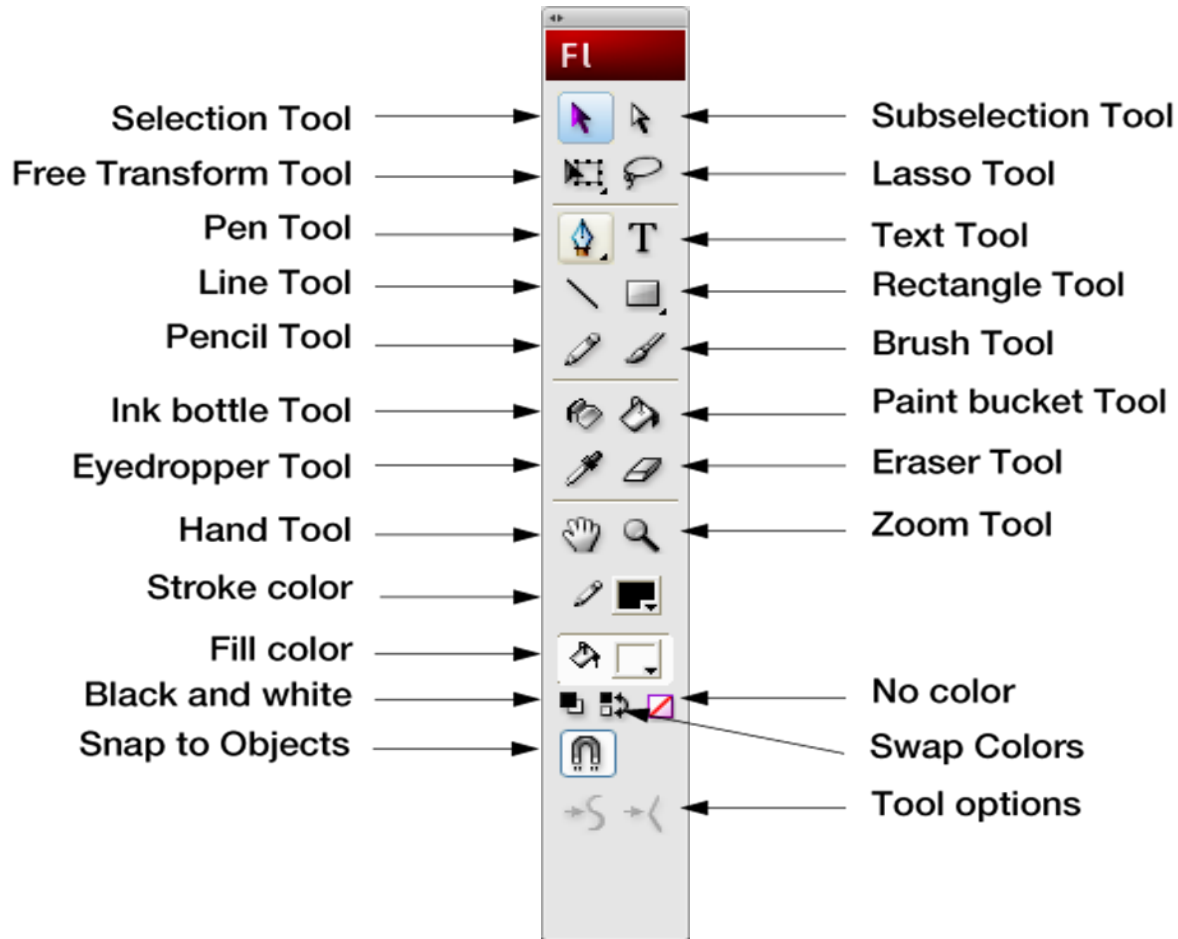 Fl
Selection Tool
Subselection Tool
Free Transform Tool
Lasso Tool
Pen Tool
T
Text Tool
Line Tool
Rectangle Tool
Pencil Tool
Brush Tool
Ink bottle Tool
Paint bucket Tool
Eyedropper Tool
Eraser Tool
Hand Tool
Zoom Tool
Stroke color
Fill color
Black and white
No color
Snap to Objects
Swap Colors
Tool options